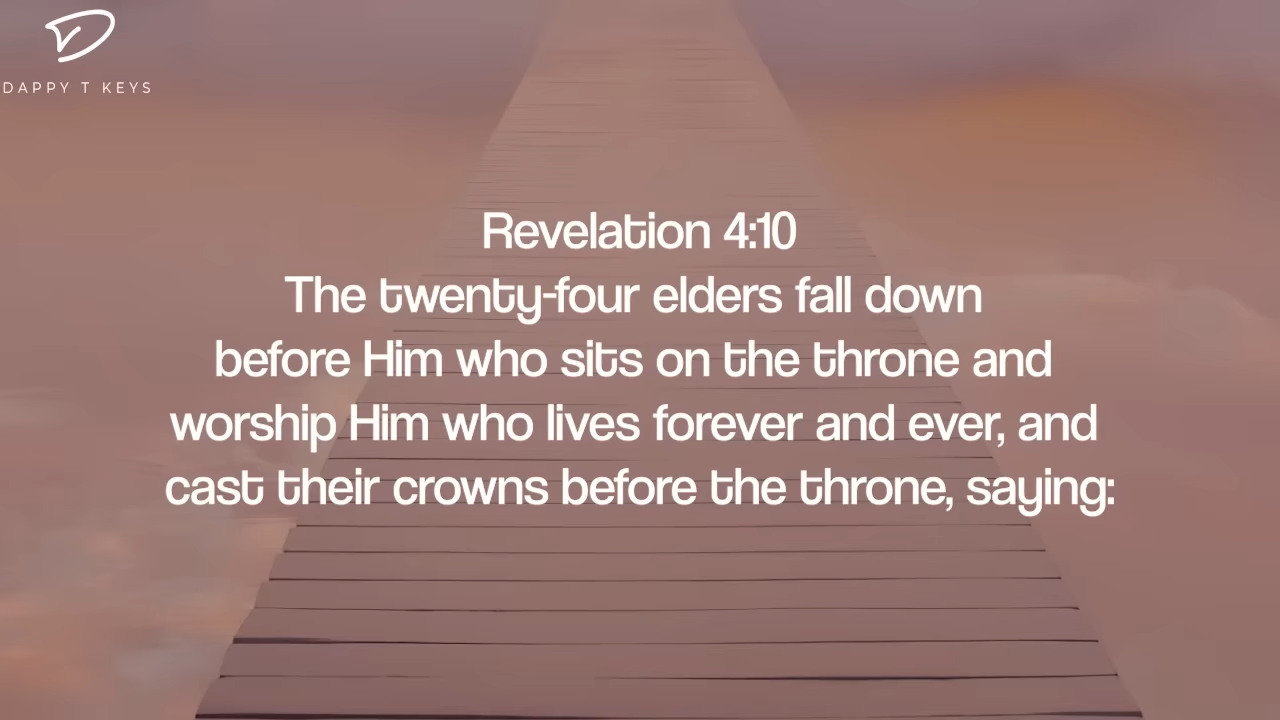 DAPPY T KEYS
Revelation 4:10
The twenty-four elders fall down
before Him who sits on the throne and
worship Him who lives forever and ever, and
cast their crowns before the throne, saying: